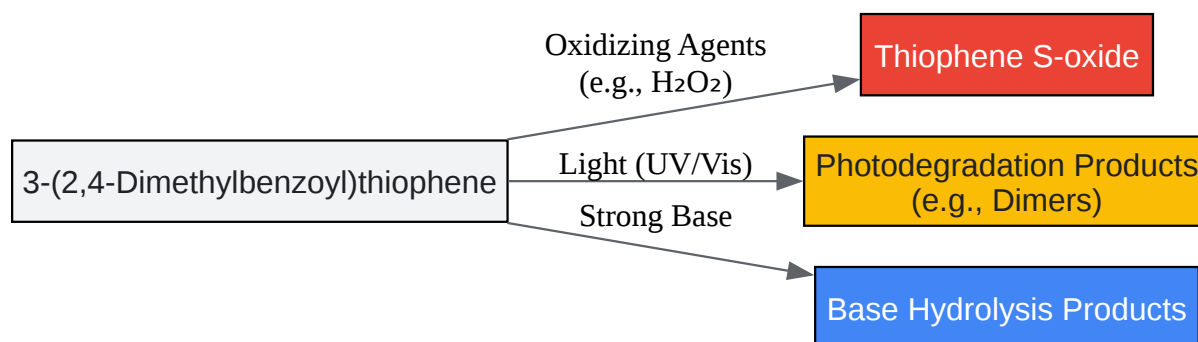 Oxidizing Agents
(e.g., H₂O₂)
Thiophene S-oxide
3-(2,4-Dimethylbenzoyl)thiophene
Light (UV/Vis)
Photodegradation Products
(e.g., Dimers)
Strong Base
Base Hydrolysis Products